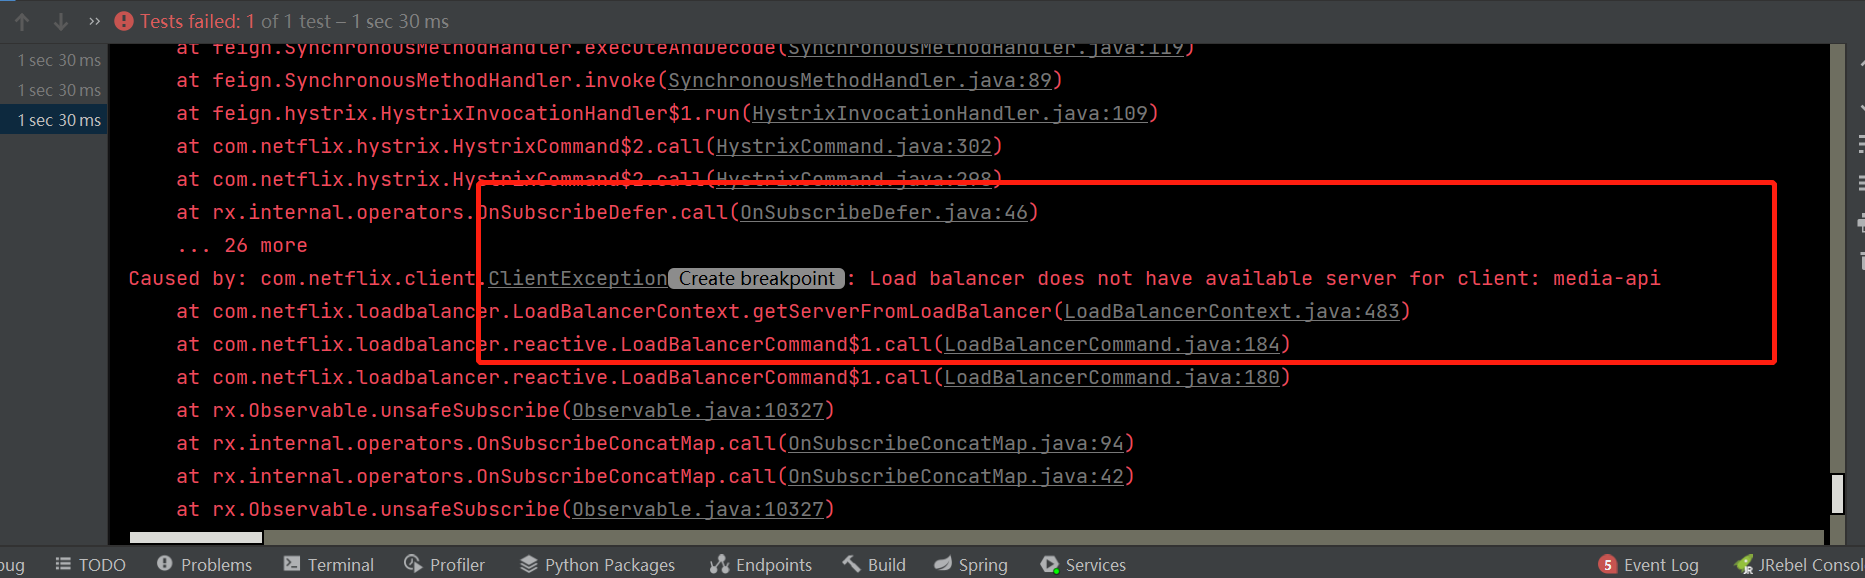 Tests failed: 1 of 1 test – 1 sec 30 ms
1 sec 30 ms
1 sec 30 ms
1 sec 30 ms
at feign.SynchronousMethodHandler.executeAndDecode(SynchronousMethodHandler.java:119)
at feign.SynchronousMethodHandler.invoke(SynchronousMethodHandler.java:89)
at feign.hystrix.HystrixInvocationHandler$1.run(HystrixInvocationHandler.java:109)
at com.netflix.hystrix.HystrixCommand$2.call(HystrixCommand.java:302)
at com.netflix.hystrix.HystrixCommand$2.call(HystrixCommand.java:298)
at rx.internal.operators.OnSubscribeDefer.call(OnSubscribeDefer.java:46)
... 26 more
Caused by: com.netflix.client.ClientException Create breakpoint : Load balancer does not have available server for client: media-api
at com.netflix.loadbalancer.LoadBalancerContext.getServerFromLoadBalancer(LoadBalancerContext.java:483)
at com.netflix.loadbalancer.reactive.LoadBalancerCommand$1.call(LoadBalancerCommand.java:184)
at com.netflix.loadbalancer.reactive.LoadBalancerCommand$1.call(LoadBalancerCommand.java:180)
at rx.Observable.unsafeSubscribe(Observable.java:10327)
at rx.internal.operators.OnSubscribeConcatMap.call(OnSubscribeConcatMap.java:94)
at rx.internal.operators.OnSubscribeConcatMap.call(OnSubscribeConcatMap.java:42)
at rx.Observable.unsafeSubscribe(Observable.java:10327)
bug TODO Problems Terminal Profiler Python Packages Endpoints Build Spring Services 5 Event Log JRebel Consol